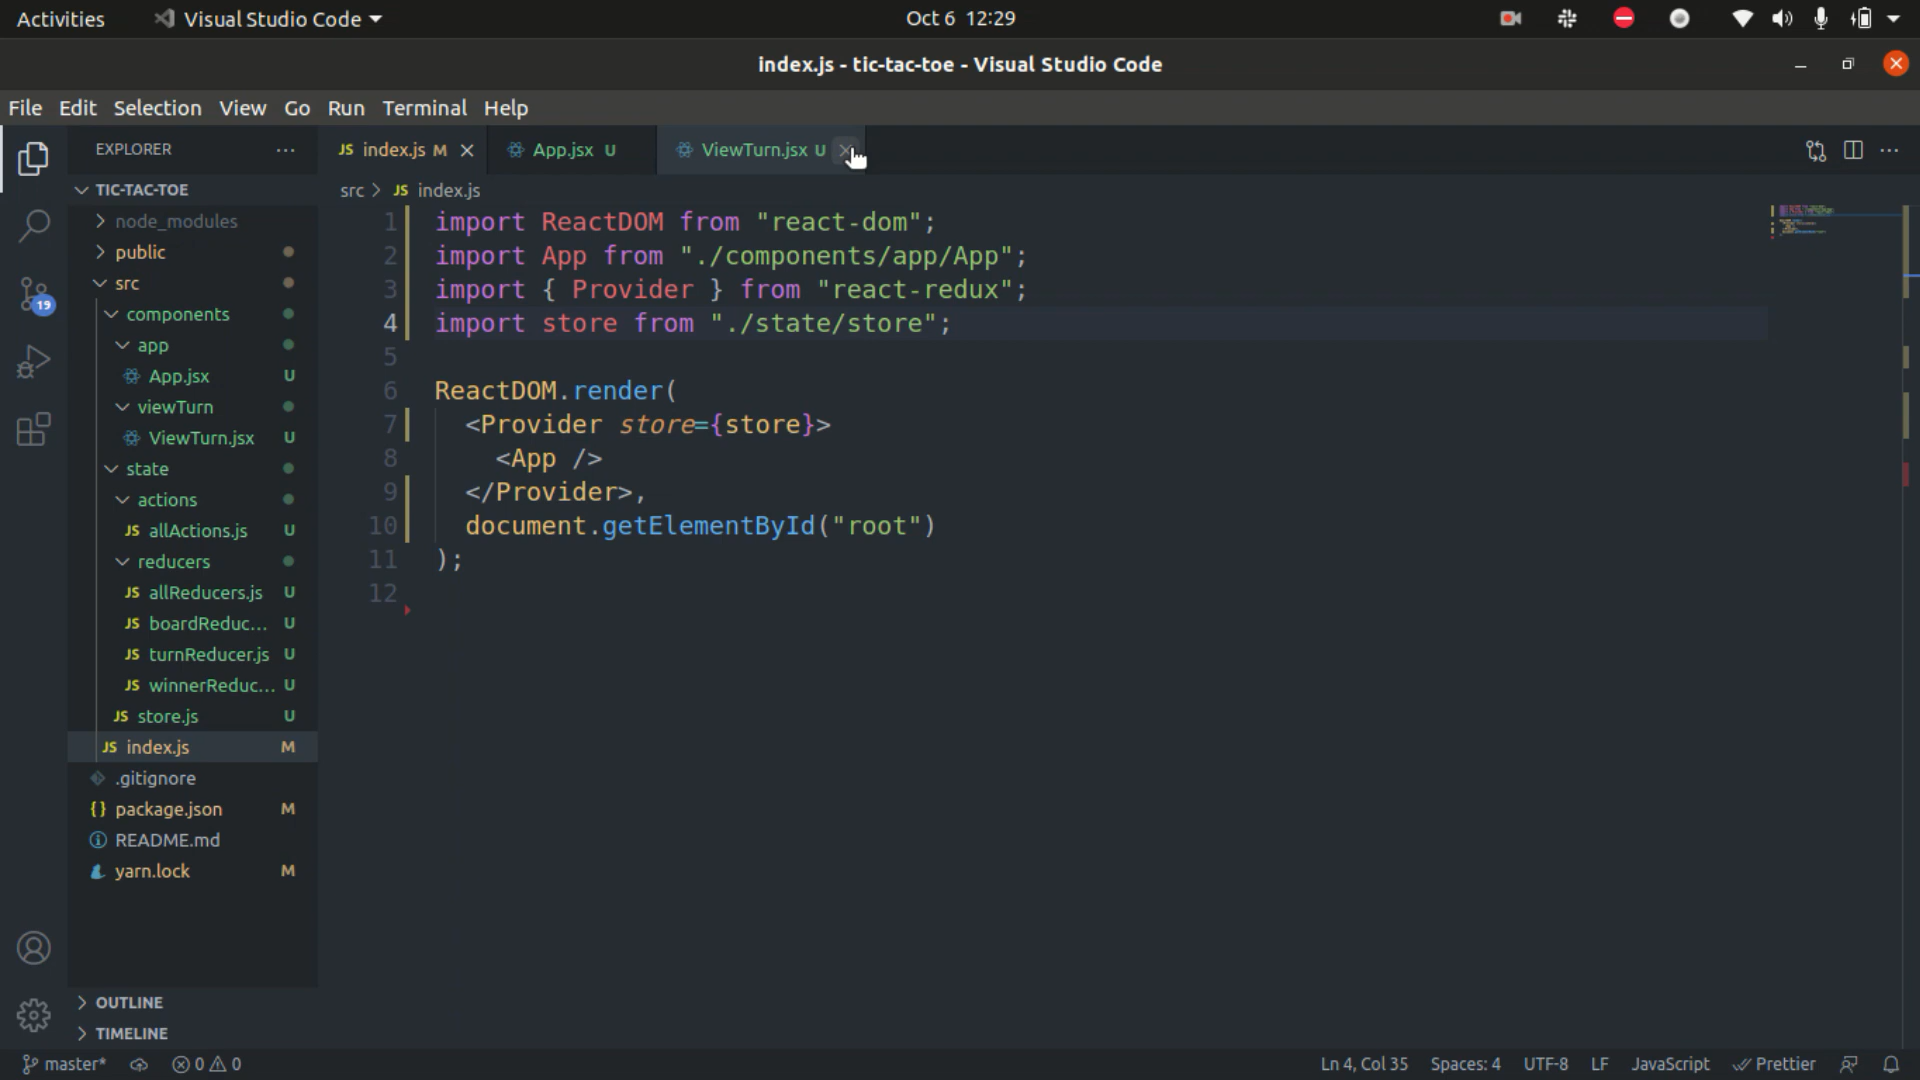 Activities
Visual Studio Code
Oct 6 12:29
index.js - tic-tac-toe - Visual Studio Code
File Edit Selection View Go Run Terminal Help
EXPLORER
TIC-TAC-TOE
node_modules
public
src
components
app
App.jsx U
viewTurn
ViewTurn.jsx U
state
actions
JS allActions.js U
reducers
JS allReducers.js U
JS boardReduc... U
JS turnReducer.js U
JS winnerReduc... U
JS store.js U
JS index.js M
.gitignore
{} package.json M
README.md
yarn.lock M
OUTLINE
TIMELINE
19
JS index.js M
App.jsx U
ViewTurn.jsx U
src > JS index.js
1 import ReactDOM from "react-dom";
2 import App from "./components/app/App";
3 import { Provider } from "react-redux";
4 import store from "./state/store";
5
6 ReactDOM.render(
7 <Provider store={store}>
8 <App />
9 </Provider>,
10 document.getElementById("root")
11 );
12
master* 0 0
Ln 4, Col 35 Spaces: 4 UTF-8 LF JavaScript Prettier